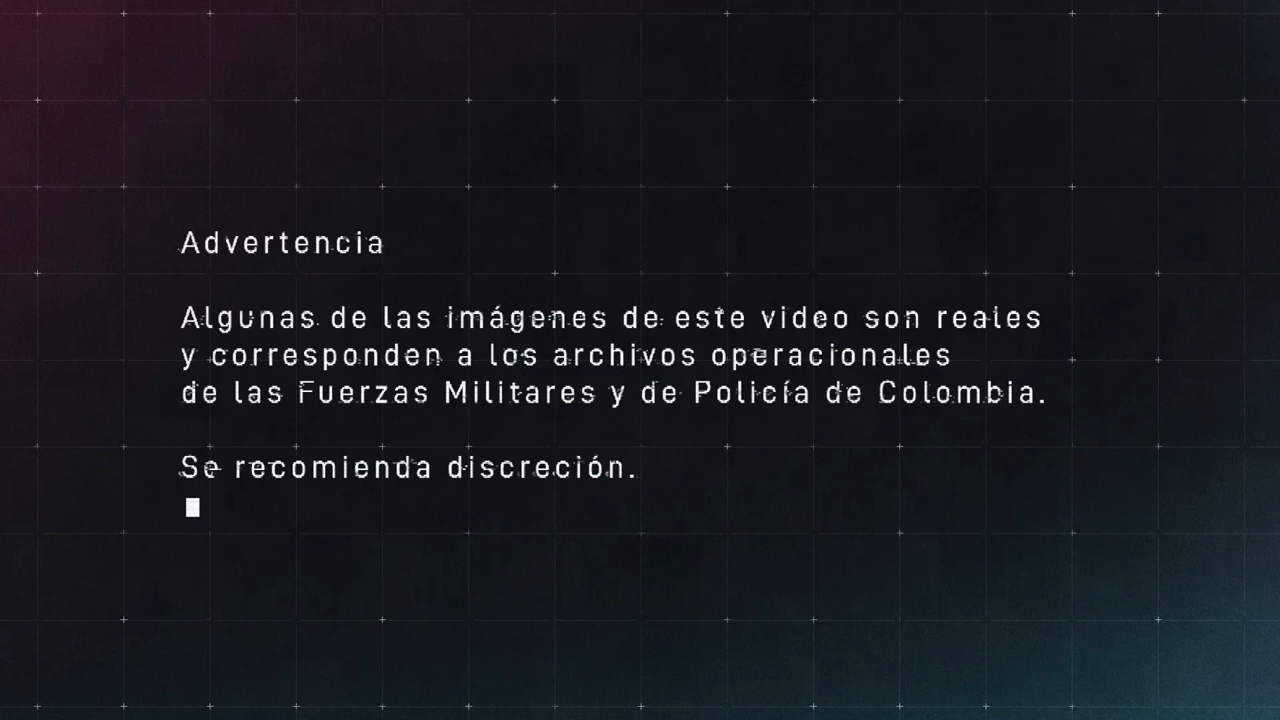 Advertencia
Algunas de las imágenes de este video son reales
y corresponden a los archivos operacionales
de las Fuerzas Militares y de Policía de Colombia.
Se recomienda discreción.